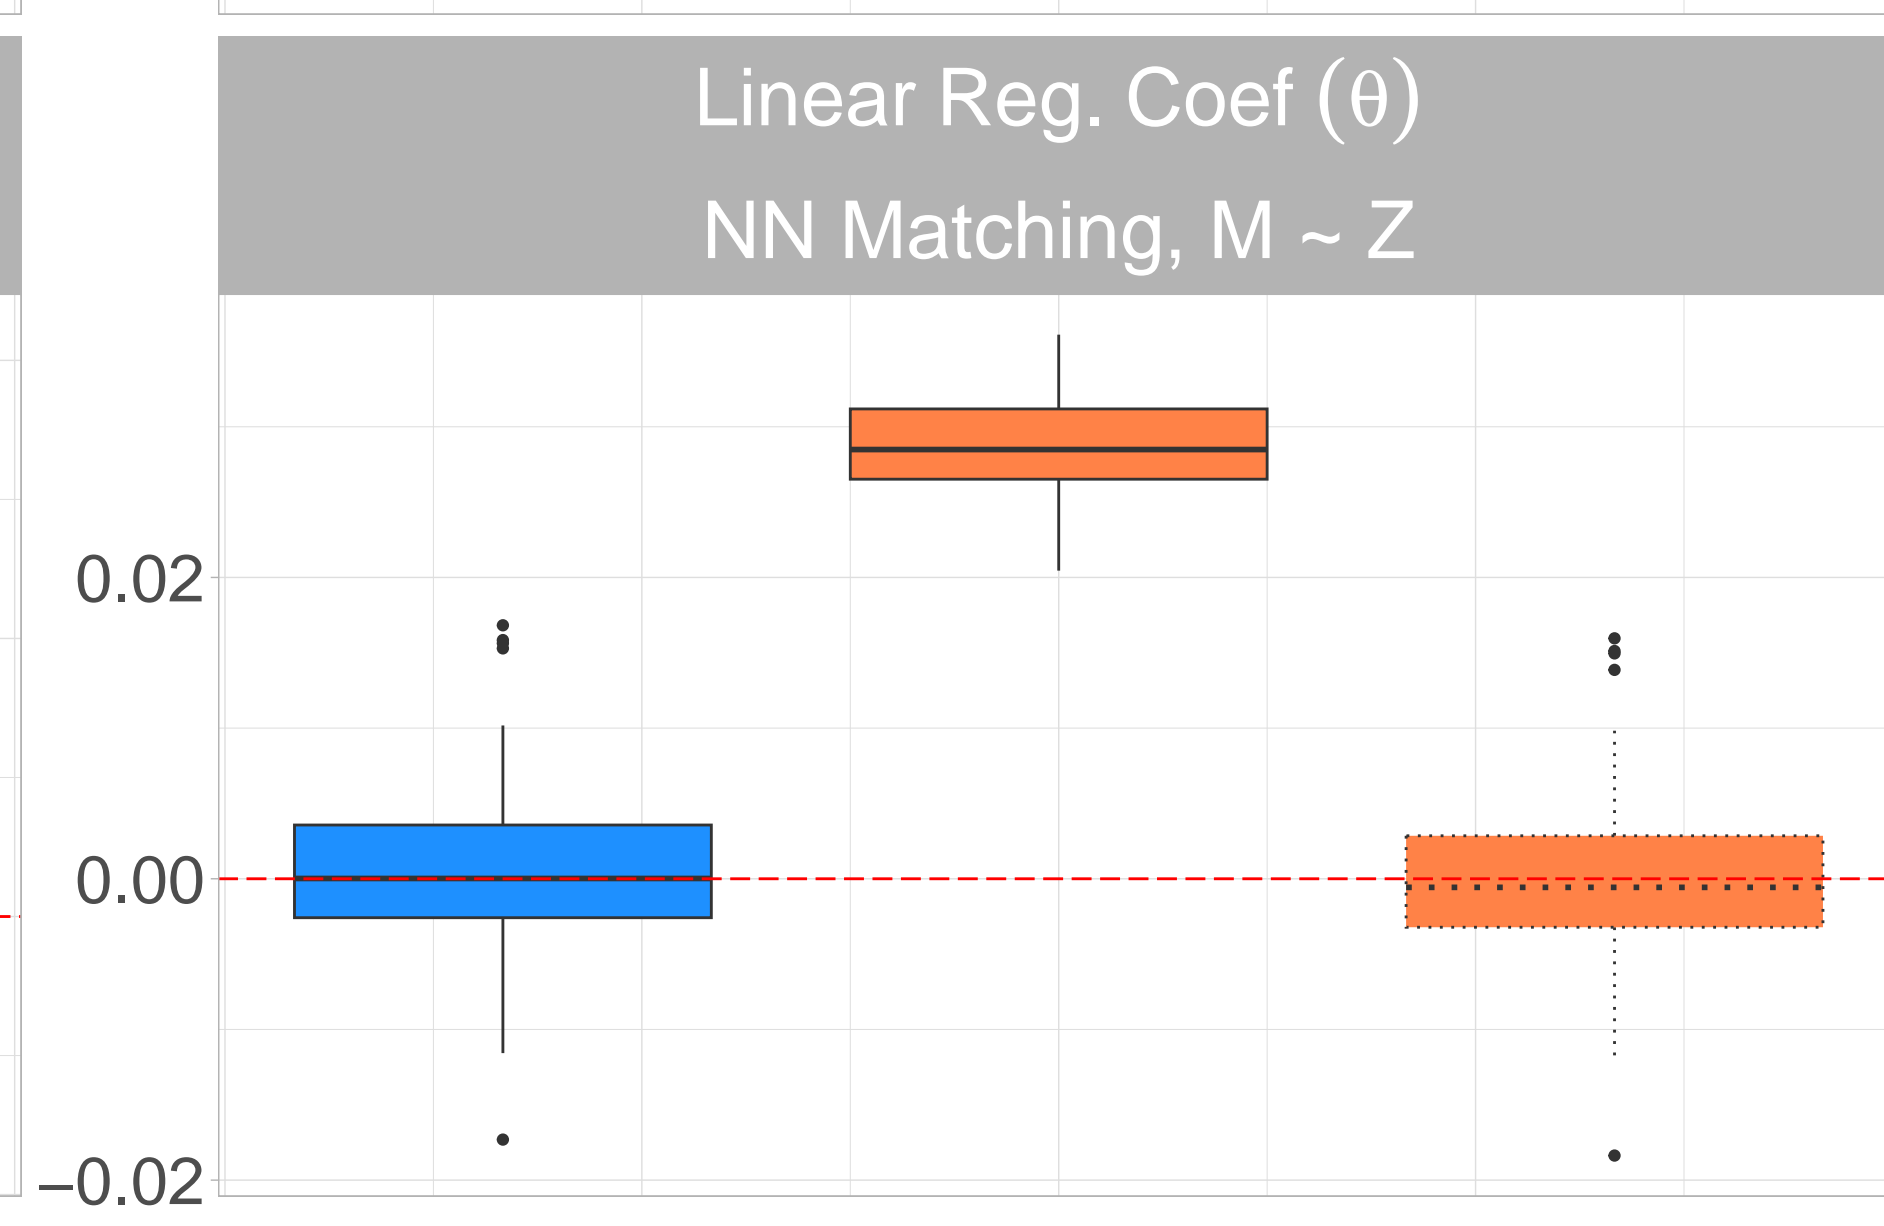 Linear Reg. Coef (θ)
NN Matching, M ~ Z
0.02
0.00
−0.02